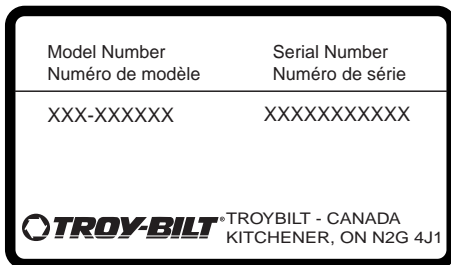 Model Number Serial Number
Numéro de modèle Numéro de série
XXX-XXXXXX XXXXXXXXXXX
TROY-BILT® TROYBILT - CANADA
KITCHENER, ON N2G 4J1